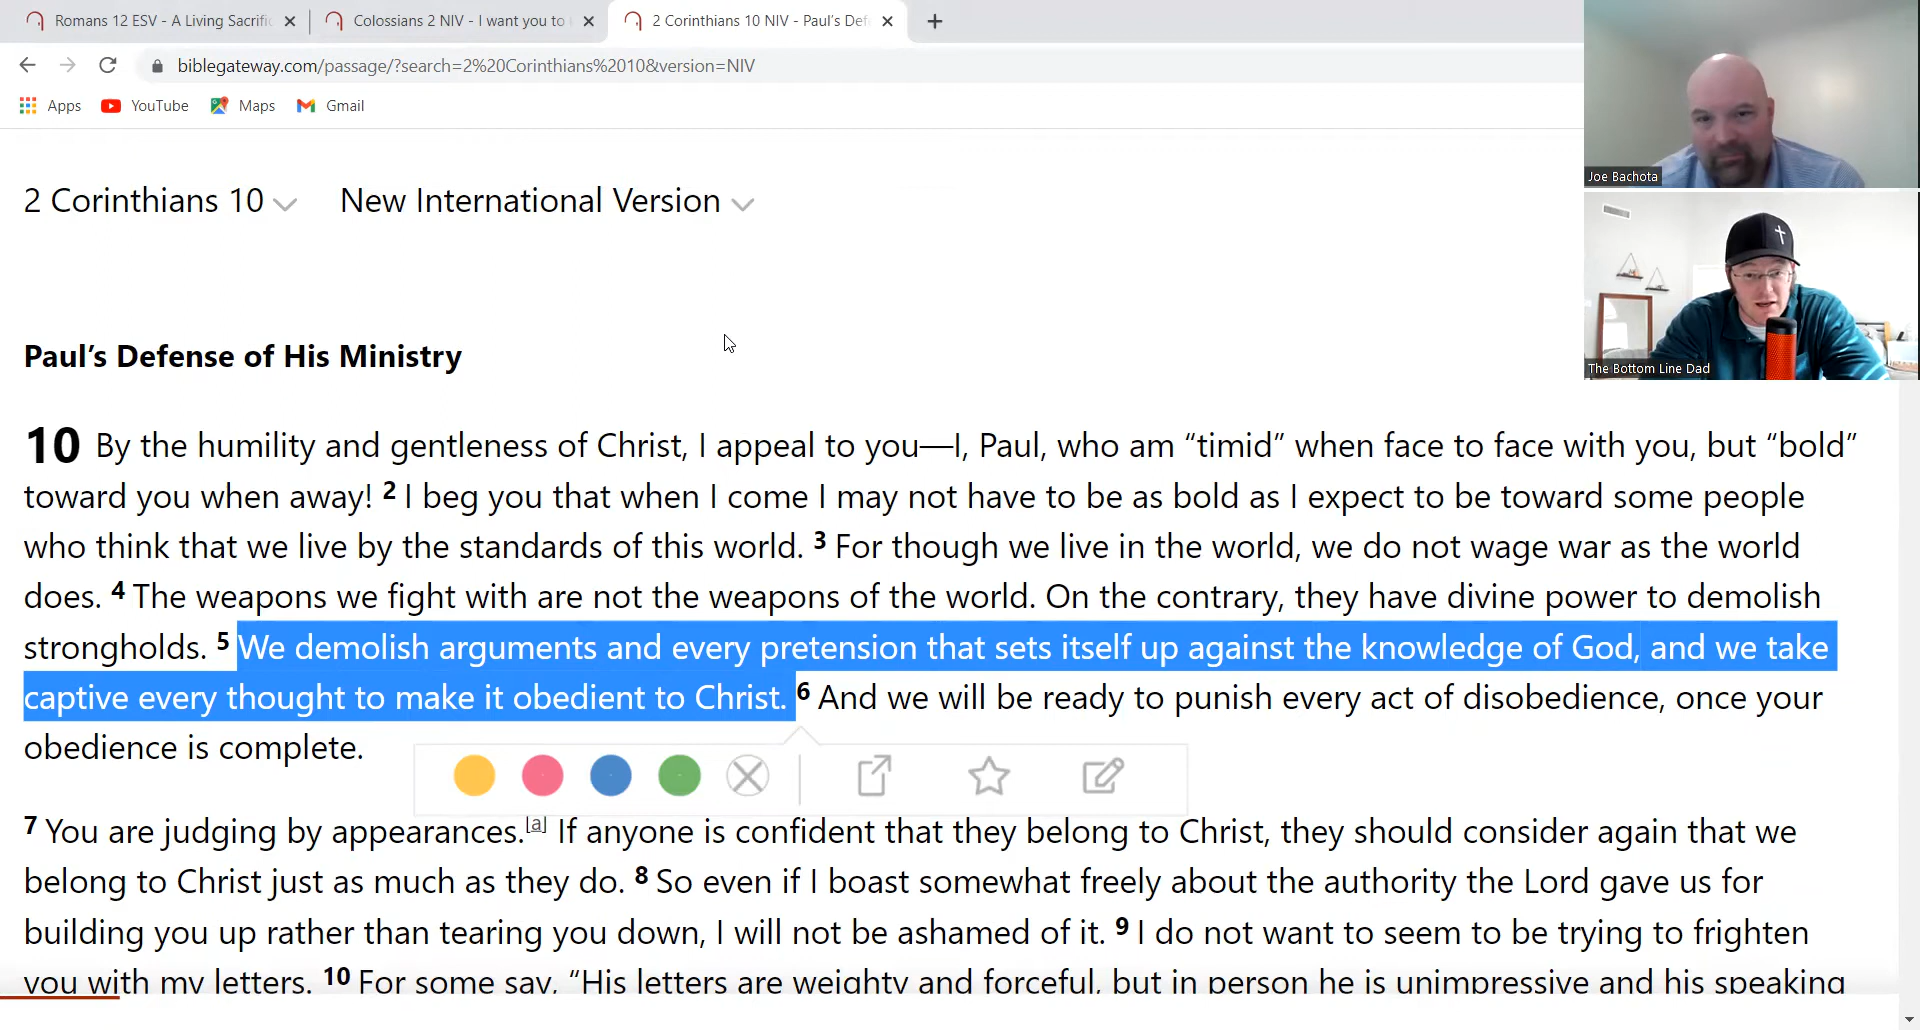 Romans 12 ESV - A Living Sacrific
Colossians 2 NIV - I want you to
2 Corinthians 10 NIV - Paul's Def
biblegateway.com/passage/?search=2%20Corinthians%2010&version=NIV
Apps YouTube Maps Gmail
Joe Bachota
The Bottom Line Dad
2 Corinthians 10 New International Version
Paul’s Defense of His Ministry
10 By the humility and gentleness of Christ, I appeal to you—I, Paul, who am “timid” when face to face with you, but “bold”
toward you when away! 2 I beg you that when I come I may not have to be as bold as I expect to be toward some people
who think that we live by the standards of this world. 3 For though we live in the world, we do not wage war as the world
does. 4 The weapons we fight with are not the weapons of the world. On the contrary, they have divine power to demolish
strongholds. 5 We demolish arguments and every pretension that sets itself up against the knowledge of God, and we take
captive every thought to make it obedient to Christ. 6 And we will be ready to punish every act of disobedience, once your
obedience is complete.
7 You are judging by appearances.[a] If anyone is confident that they belong to Christ, they should consider again that we
belong to Christ just as much as they do. 8 So even if I boast somewhat freely about the authority the Lord gave us for
building you up rather than tearing you down, I will not be ashamed of it. 9 I do not want to seem to be trying to frighten
you with my letters. 10 For some say, “His letters are weighty and forceful, but in person he is unimpressive and his speaking